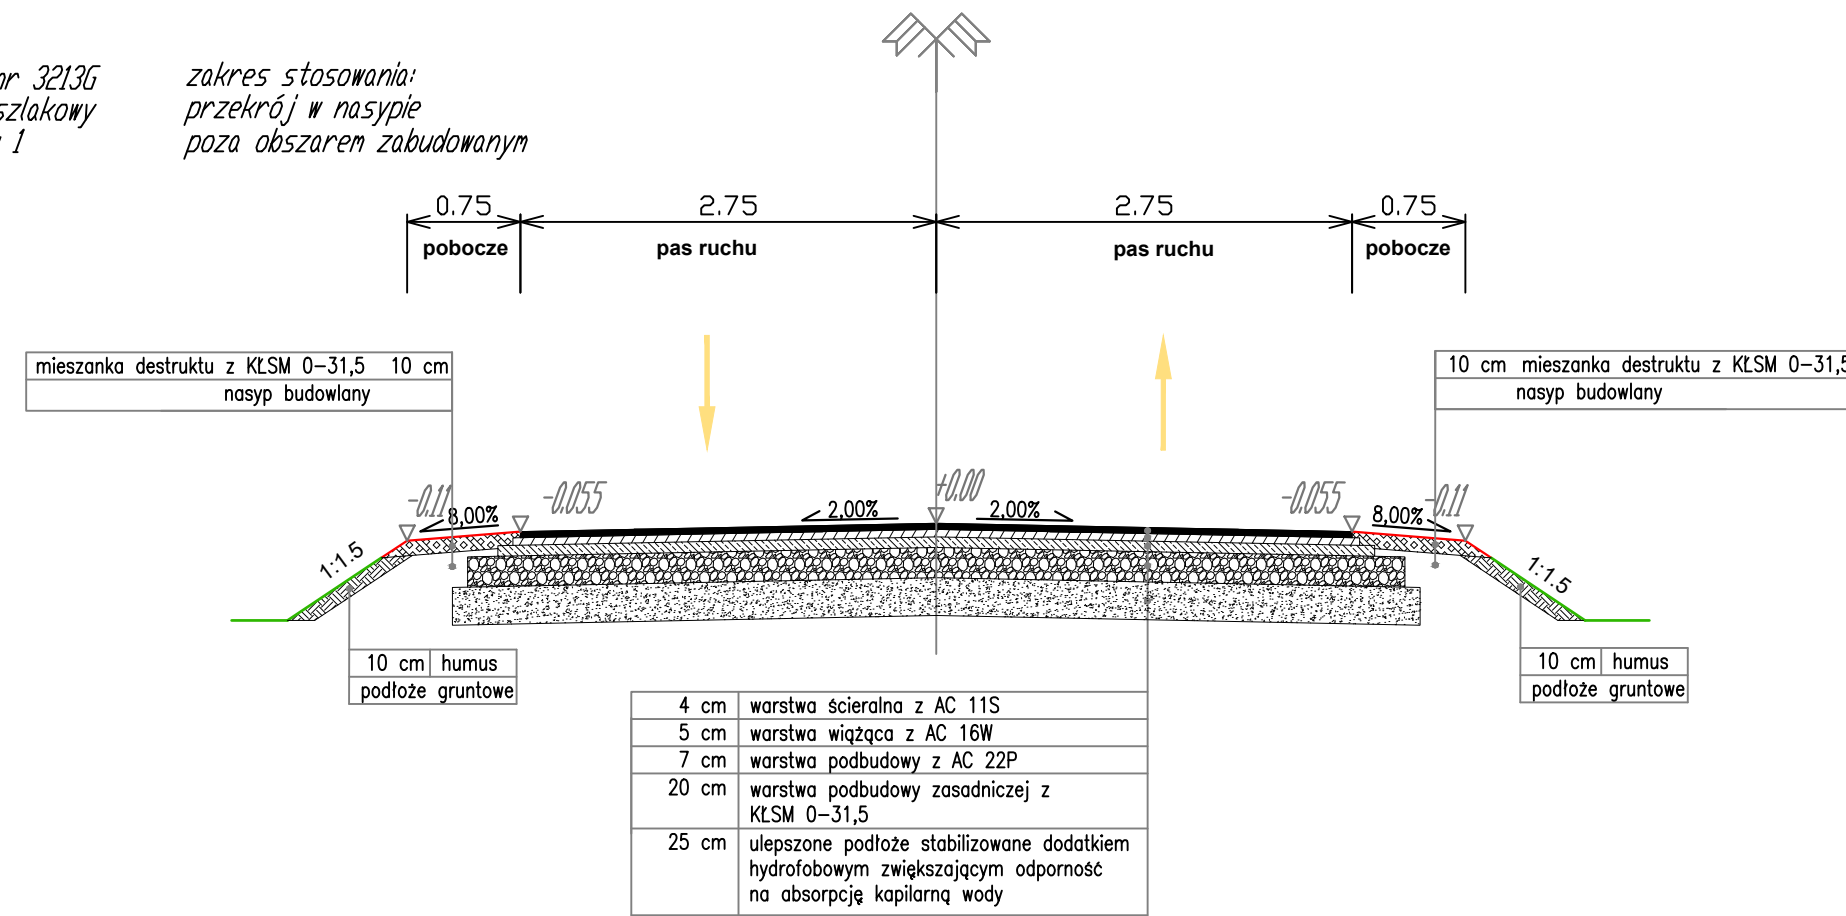 nr 3213G
szlakowy
1
zakres stosowania:
przekrój w nasypie
poza obszarem zabudowanym
0.75 2.75 2.75 0.75
pobocze pas ruchu pas ruchu pobocze
mieszanka destruktu z KŁSM 0-31,5 10 cm
nasyp budowlany
10 cm mieszanka destruktu z KŁSM 0-31,5
nasyp budowlany
-0.11 -0.055 +0.00 -0.055 -0.11
8,00% 2,00% 2,00% 8,00%
1:1.5 1:1.5
10 cm humus
podłoże gruntowe
10 cm humus
podłoże gruntowe
4 cm warstwa ścieralna z AC 11S
5 cm warstwa wiążąca z AC 16W
7 cm warstwa podbudowy z AC 22P
20 cm warstwa podbudowy zasadniczej z
KŁSM 0-31,5
25 cm ulepszone podłoże stabilizowane dodatkiem
hydrofobowym zwiększającym odporność
na absorpcję kapilarną wody